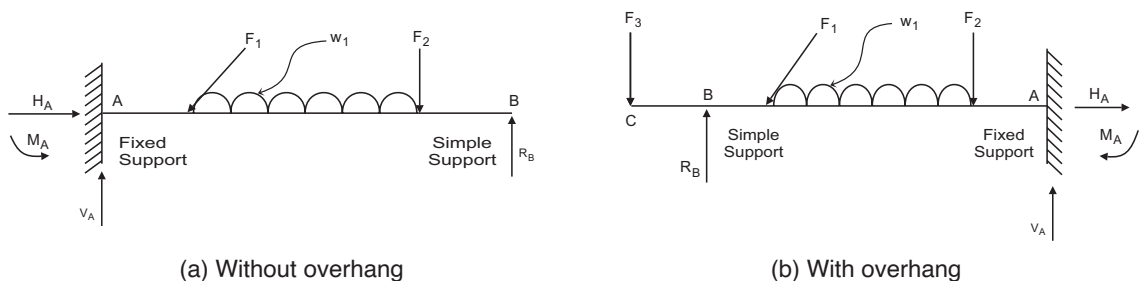 F1
w1
F2
HA
A
B
MA
Fixed
Support
Simple
Support
RB
VA
(a) Without overhang
F3
F1
w1
F2
B
A
HA
C
Simple
Support
Fixed
Support
MA
RB
VA
(b) With overhang